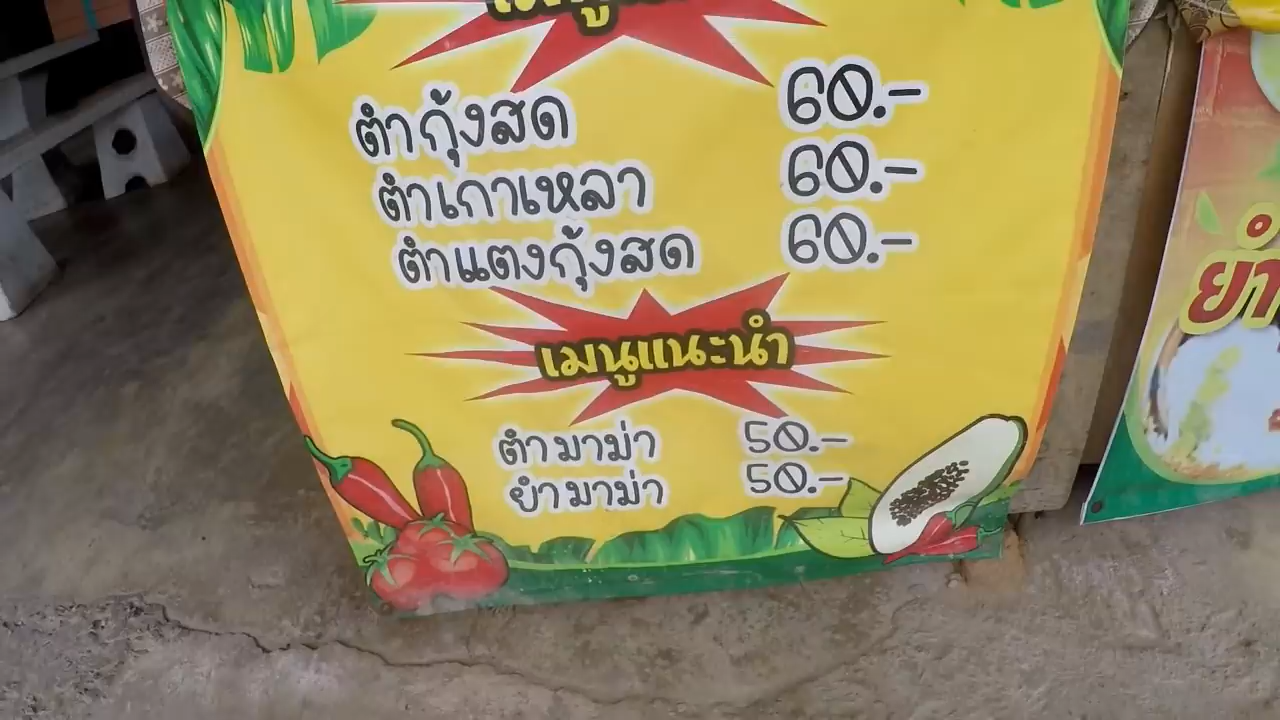 ตำกุ้งสด 60.-
ตำเกาเหลา 60.-
ตำแตงกุ้งสด 60.-
เมนูแนะนำ
ตำมาม่า 50.-
ยำมาม่า 50.-
ยำ